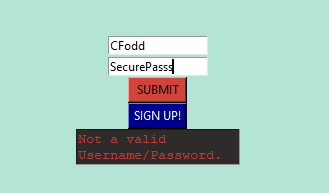 CFodd
SecurePasss
SUBMIT
SIGN UP!
Not a valid
Username/Password.